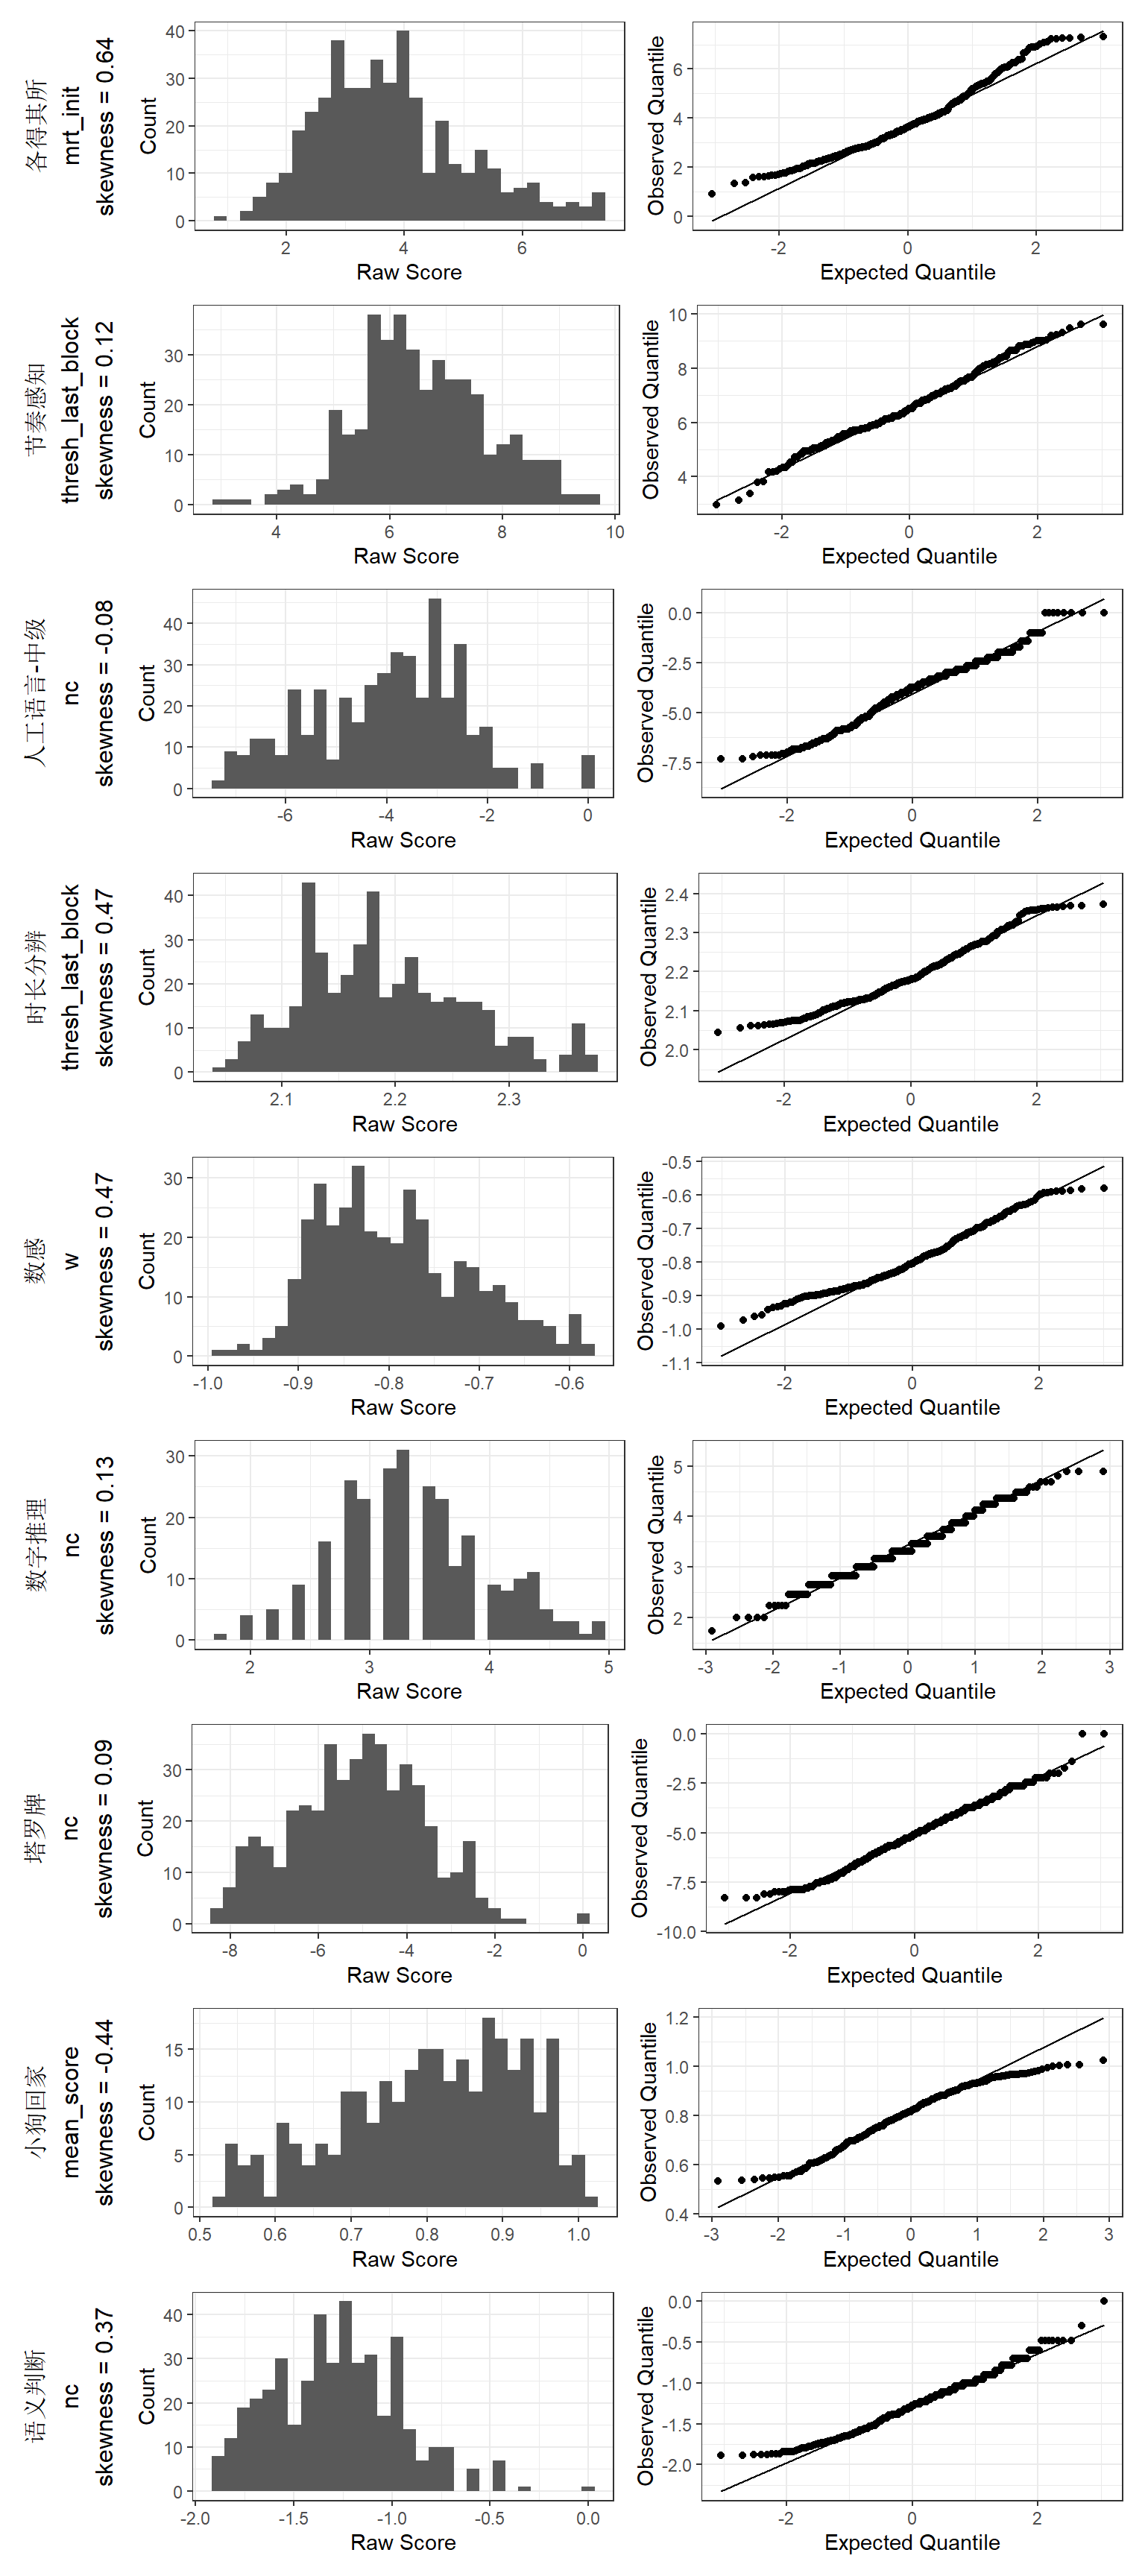 各得其所
mrt_init
skewness = 0.64
Count
40
30
20
10
0
2
4
6
Raw Score
Observed Quantile
6
4
2
0
-2
0
2
Expected Quantile
节奏感知
thresh_last_block
skewness = 0.12
Count
30
20
10
0
4
6
8
10
Raw Score
Observed Quantile
10
8
6
4
-2
0
2
Expected Quantile
人工语言-中级
nc
skewness = -0.08
Count
40
30
20
10
0
-6
-4
-2
0
Raw Score
Observed Quantile
0.0
-2.5
-5.0
-7.5
-2
0
2
Expected Quantile
时长分辨
thresh_last_block
skewness = 0.47
Count
40
30
20
10
0
2.1
2.2
2.3
Raw Score
Observed Quantile
2.4
2.3
2.2
2.1
2.0
-2
0
2
Expected Quantile
数感
w
skewness = 0.47
Count
30
20
10
0
-1.0
-0.9
-0.8
-0.7
-0.6
Raw Score
Observed Quantile
-0.5
-0.6
-0.7
-0.8
-0.9
-1.0
-1.1
-2
0
2
Expected Quantile
数字推理
nc
skewness = 0.13
Count
30
20
10
0
2
3
4
5
Raw Score
Observed Quantile
5
4
3
2
-3
-2
-1
0
1
2
3
Expected Quantile
塔罗牌
nc
skewness = 0.09
Count
30
20
10
0
-8
-6
-4
-2
0
Raw Score
Observed Quantile
0.0
-2.5
-5.0
-7.5
-10.0
-2
0
2
Expected Quantile
小狗回家
mean_score
skewness = -0.44
Count
15
10
5
0
0.5
0.6
0.7
0.8
0.9
1.0
Raw Score
Observed Quantile
1.2
1.0
0.8
0.6
0.4
-3
-2
-1
0
1
2
3
Expected Quantile
语义判断
nc
skewness = 0.37
Count
40
30
20
10
0
-2.0
-1.5
-1.0
-0.5
0.0
Raw Score
Observed Quantile
0.0
-0.5
-1.0
-1.5
-2.0
-2
0
2
Expected Quantile